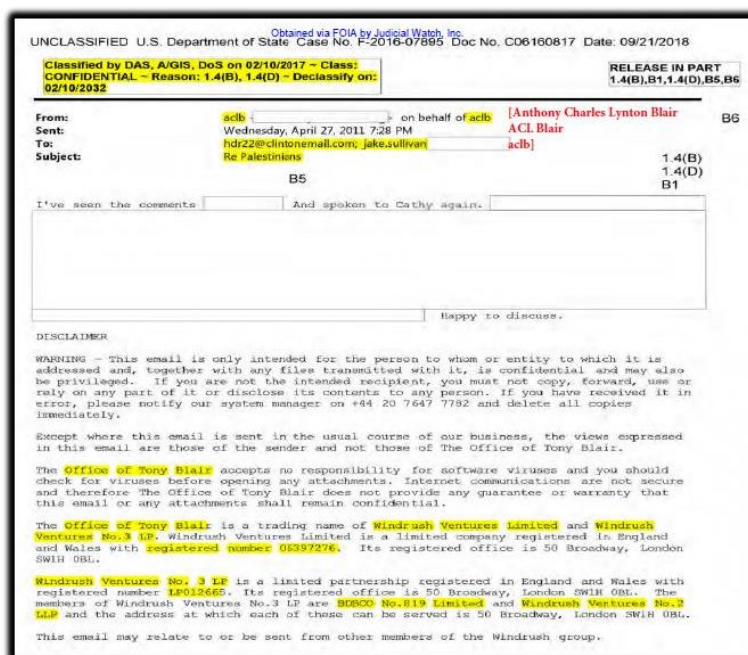 Obtained via FOIA by Judicial Watch, Inc.
UNCLASSIFIED U.S. Department of State Case No. F-2016-07895 Doc No. C06160817 Date: 09/21/2018
Classified by DAS, A/GIS, DoS on 02/10/2017 ~ Class:
CONFIDENTIAL ~ Reason: 1.4(B), 1.4(D) ~ Declassify on:
02/10/2032
RELEASE IN PART
1.4(B),B1,1.4(D),B5,B6
From: aclb - > on behalf of aclb [Anthony Charles Lynton Blair B6
Sent: Wednesday, April 27, 2011 7:28 PM ACL Blair
To: hdr22@clintonemail.com; jake.sullivan aclb]
Subject: Re Palestinians 1.4(B)
1.4(D)
B5 B1
I've seen the comments And spoken to Cathy again.
Happy to discuss.
DISCLAIMER
WARNING - This email is only intended for the person to whom or entity to which it is
addressed and, together with any files transmitted with it, is confidential and may also
be privileged. If you are not the intended recipient, you must not copy, forward, use or
rely on any part of it or disclose its contents to any person. If you have received it in
error, please notify our system manager on +44 20 7647 7782 and delete all copies
immediately.
Except where this email is sent in the usual course of our business, the views expressed
in this email are those of the sender and not those of The Office of Tony Blair.
The Office of Tony Blair accepts no responsibility for software viruses and you should
check for viruses before opening any attachments. Internet communications are not secure
and therefore The Office of Tony Blair does not provide any guarantee or warranty that
this email or any attachments shall remain confidential.
The Office of Tony Blair is a trading name of Windrush Ventures Limited and Windrush
Ventures No.3 LP. Windrush Ventures Limited is a limited company registered in England
and Wales with registered number 06397276. Its registered office is 50 Broadway, London
SW1H 0BL.
Windrush Ventures No. 3 LP is a limited partnership registered in England and Wales with
registered number LP012665. Its registered office is 50 Broadway, London SW1H 0BL. The
members of Windrush Ventures No.3 LP are BDBCO No.819 Limited and Windrush Ventures No.2
LLP and the address at which each of these can be served is 50 Broadway, London SW1H 0BL.
This email may relate to or be sent from other members of the Windrush group.